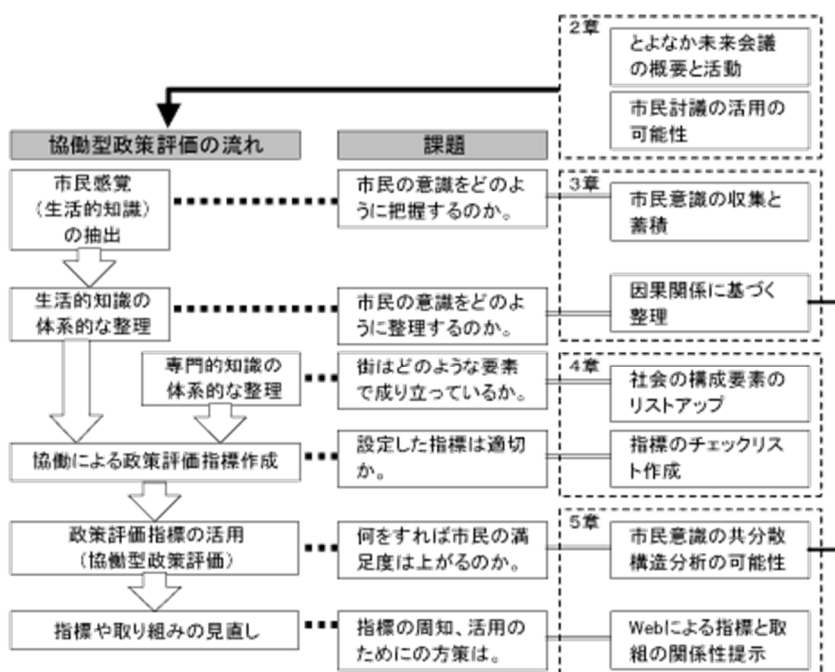 2章
とよなか未来会議
の概要と活動
市民討議の活用の
可能性
協働型政策評価の流れ
課題
市民感覚
(生活的知識)
の抽出
市民の意識をどのよ
うに把握するのか。
3章
市民意識の収集と
蓄積
生活的知識の
体系的な整理
市民の意識をどのよ
うに整理するのか。
因果関係に基づく
整理
専門的知識の
体系的な整理
街はどのような要素
で成り立っているか。
4章
社会の構成要素の
リストアップ
協働による政策評価指標作成
設定した指標は適切
か。
指標のチェックリス
ト作成
政策評価指標の活用
(協働型政策評価)
何をすれば市民の満
足度は上がるのか。
5章
市民意識の共分散
構造分析の可能性
指標や取り組みの見直し
指標の周知、活用の
ためにの方策は。
Webによる指標と取
組の関係性提示